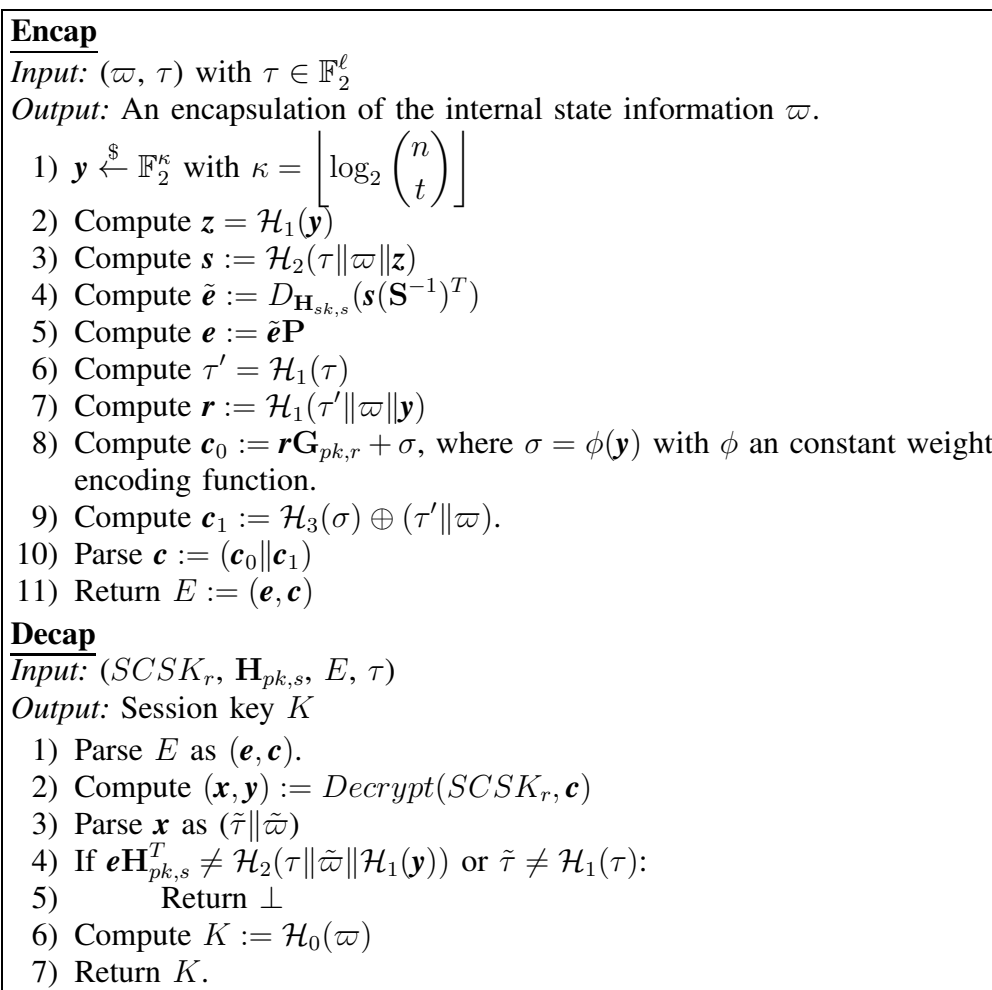 Encap
Input: (ϖ, τ) with τ ∈ 𝔽₂^ℓ
Output: An encapsulation of the internal state information ϖ.
1) y ←$ 𝔽₂^κ with κ = ⌊log₂ (n t)⌋
2) Compute z = ℋ₁(y)
3) Compute s := ℋ₂(τ‖ϖ‖z)
4) Compute ẽ := D_{H_{sk,s}}(s(S⁻¹)^T)
5) Compute e := ẽP
6) Compute τ′ = ℋ₁(τ)
7) Compute r := ℋ₁(τ′‖ϖ‖y)
8) Compute c₀ := rG_{pk,r} + σ, where σ = ϕ(y) with ϕ an constant weight
encoding function.
9) Compute c₁ := ℋ₃(σ) ⊕ (τ′‖ϖ).
10) Parse c := (c₀‖c₁)
11) Return E := (e, c)
Decap
Input: (SCSK_r, H_{pk,s}, E, τ)
Output: Session key K
1) Parse E as (e, c).
2) Compute (x, y) := Decrypt(SCSK_r, c)
3) Parse x as (τ̃‖ϖ̃)
4) If eH^T_{pk,s} ≠ ℋ₂(τ‖ϖ̃‖ℋ₁(y)) or τ̃ ≠ ℋ₁(τ):
5) Return ⊥
6) Compute K := ℋ₀(ϖ)
7) Return K.